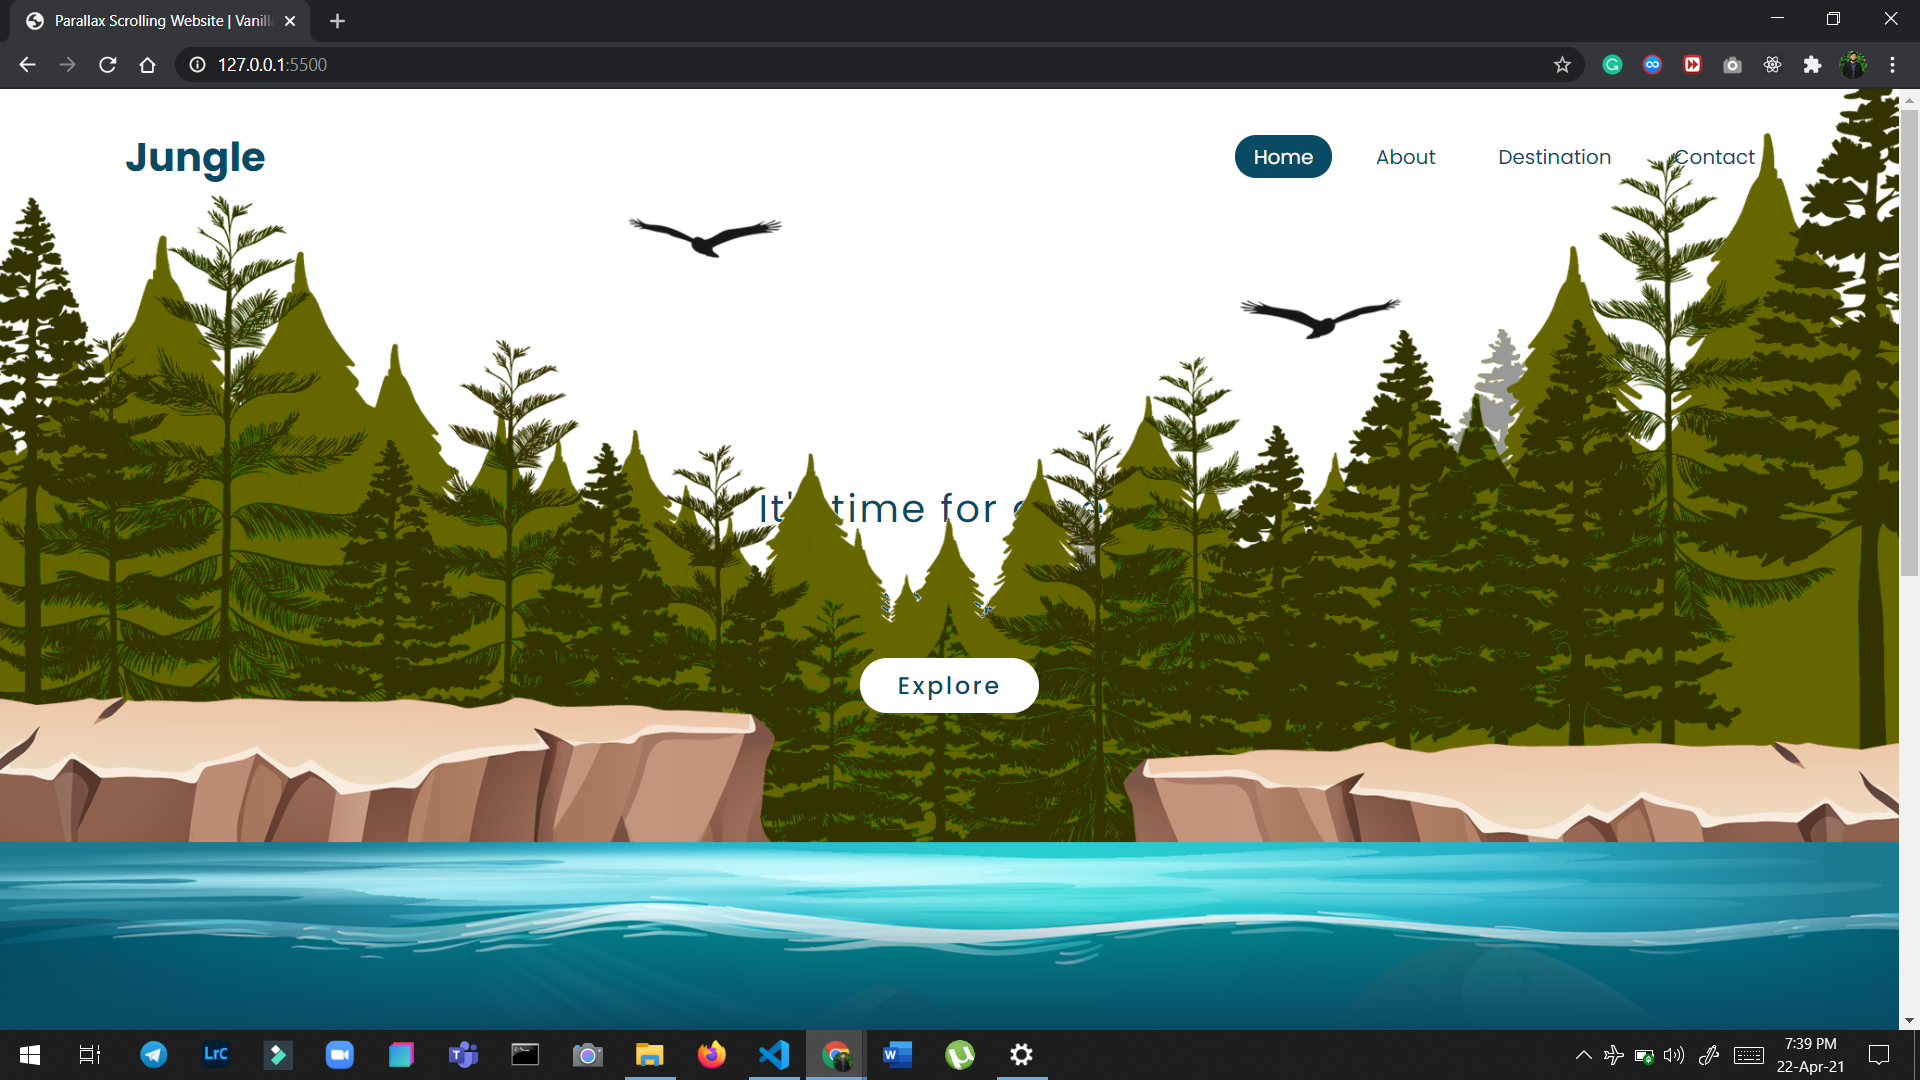 Parallax Scrolling Website | Vanill
127.0.0.1:5500
Jungle
Home About Destination Contact
It's time for
Explore
LrC
7:39 PM
22-Apr-21